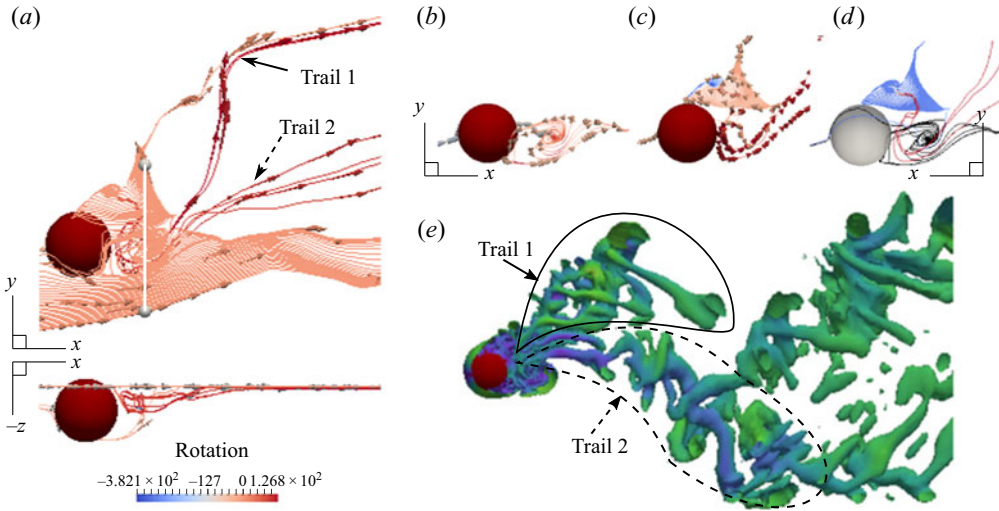 (a)
Trail 1
Trail 2
y
x
x
–z
Rotation
–3.821 × 10²
–127
0
1.268 × 10²
(b)
y
x
(c)
(d)
y
x
(e)
Trail 1
Trail 2